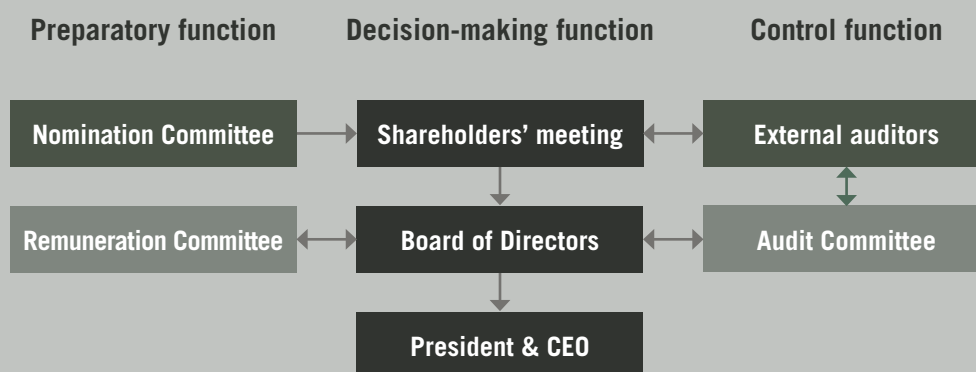 Preparatory function
Decision-making function
Control function
Nomination Committee
Shareholders’ meeting
External auditors
Remuneration Committee
Board of Directors
Audit Committee
President & CEO